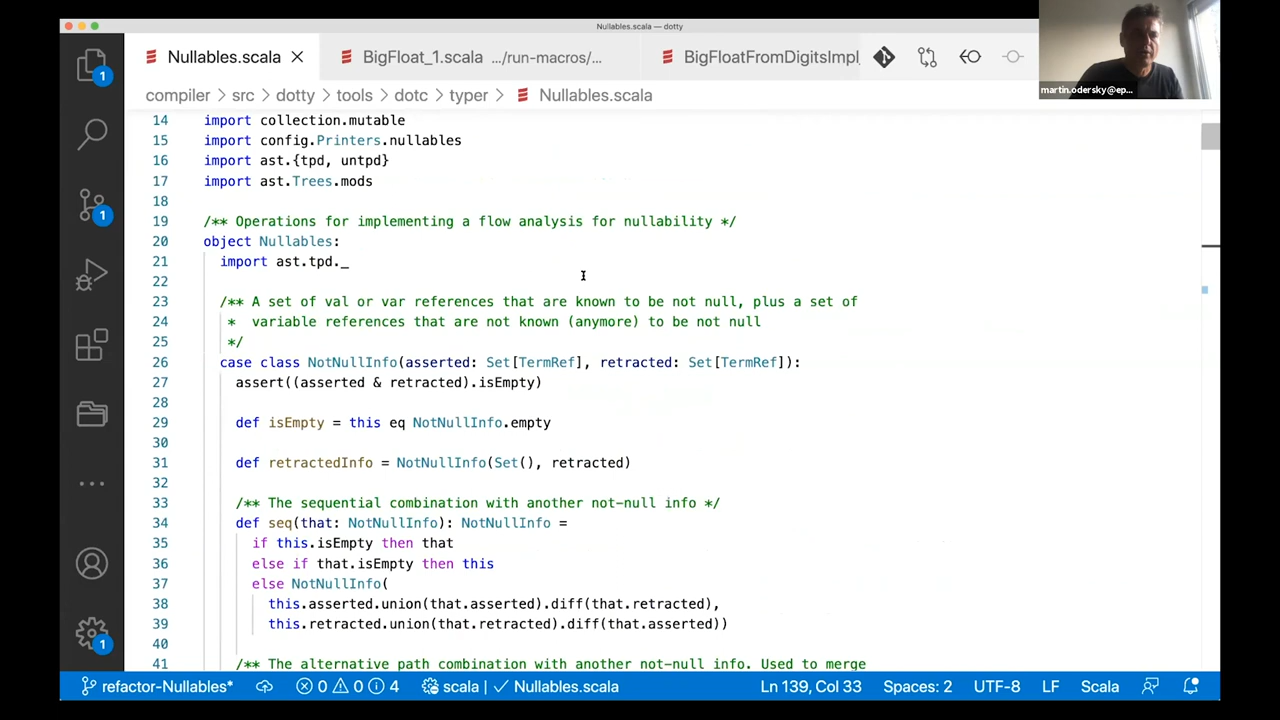 Nullables.scala — dotty
Nullables.scala
BigFloat_1.scala .../run-macros/...
BigFloatFromDigitsImpl
martin.odersky@ep...
compiler > src > dotty > tools > dotc > typer > Nullables.scala
14 import collection.mutable
15 import config.Printers.nullables
16 import ast.{tpd, untpd}
17 import ast.Trees.mods
18
19 /** Operations for implementing a flow analysis for nullability */
20 object Nullables:
21 import ast.tpd._
22
23 /** A set of val or var references that are known to be not null, plus a set of
24 * variable references that are not known (anymore) to be not null
25 */
26 case class NotNullInfo(asserted: Set[TermRef], retracted: Set[TermRef]):
27 assert((asserted & retracted).isEmpty)
28
29 def isEmpty = this eq NotNullInfo.empty
30
31 def retractedInfo = NotNullInfo(Set(), retracted)
32
33 /** The sequential combination with another not-null info */
34 def seq(that: NotNullInfo): NotNullInfo =
35 if this.isEmpty then that
36 else if that.isEmpty then this
37 else NotNullInfo(
38 this.asserted.union(that.asserted).diff(that.retracted),
39 this.retracted.union(that.retracted).diff(that.asserted))
40
41 /** The alternative path combination with another not-null info. Used to merge
1
1
1
refactor-Nullables* 0 0 4 scala | ✓ Nullables.scala Ln 139, Col 33 Spaces: 2 UTF-8 LF Scala